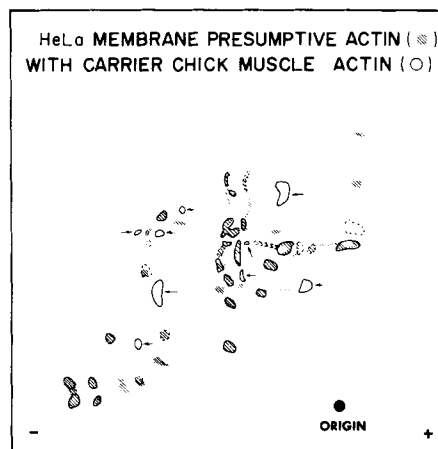 HeLa MEMBRANE PRESUMPTIVE ACTIN ( )
WITH CARRIER CHICK MUSCLE ACTIN ( )
ORIGIN
- +